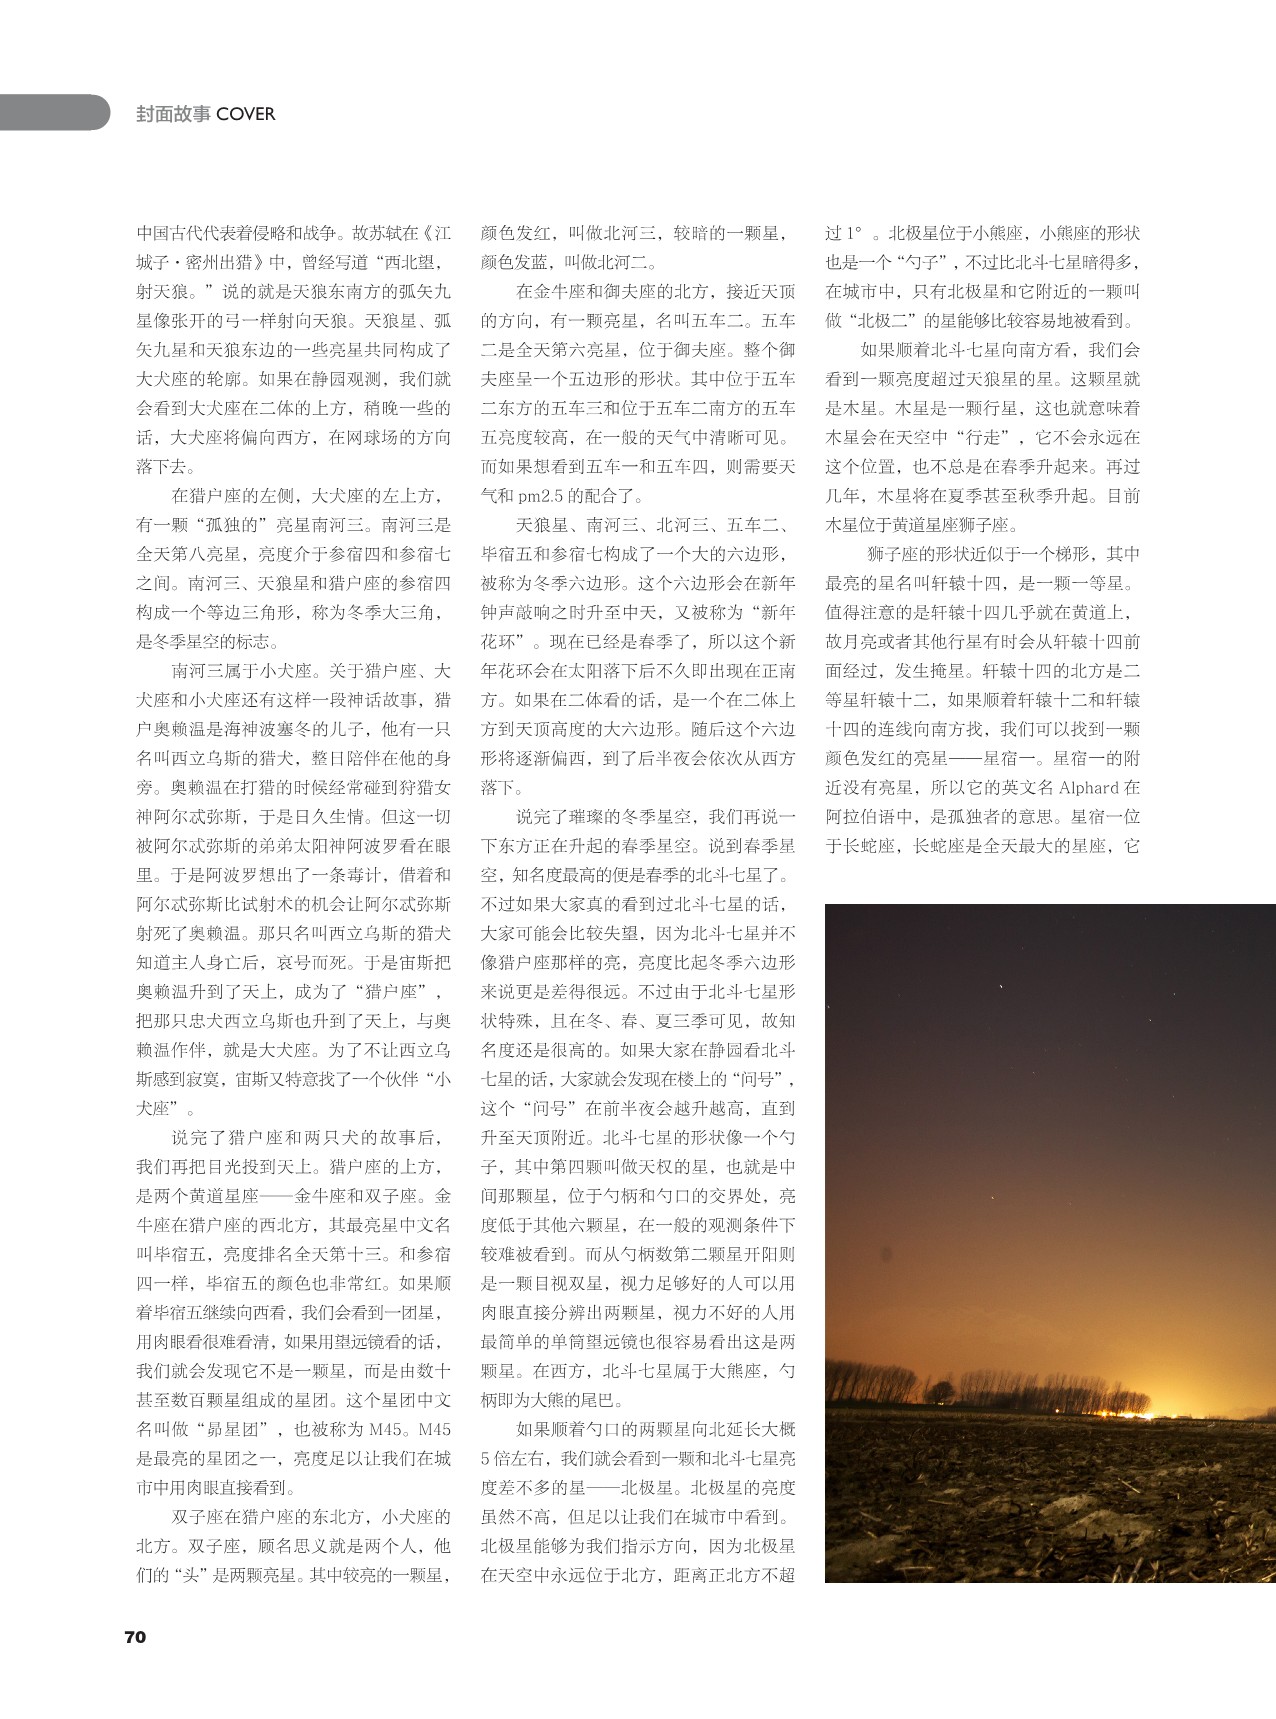 封面故事 COVER
中国古代代表着侵略和战争。故苏轼在《江
城子·密州出猎》中，曾经写道“西北望，
射天狼。”说的就是天狼东南方的弧矢九
星像张开的弓一样射向天狼。天狼星、弧
矢九星和天狼东边的一些亮星共同构成了
大犬座的轮廓。如果在静园观测，我们就
会看到大犬座在二体的上方，稍晚一些的
话，大犬座将偏向西方，在网球场的方向
落下去。
在猎户座的左侧，大犬座的左上方，
有一颗“孤独的”亮星南河三。南河三是
全天第八亮星，亮度介于参宿四和参宿七
之间。南河三、天狼星和猎户座的参宿四
构成一个等边三角形，称为冬季大三角，
是冬季星空的标志。
南河三属于小犬座。关于猎户座、大
犬座和小犬座还有这样一段神话故事，猎
户奥赖温是海神波塞冬的儿子，他有一只
名叫西立乌斯的猎犬，整日陪伴在他的身
旁。奥赖温在打猎的时候经常碰到狩猎女
神阿尔忒弥斯，于是日久生情。但这一切
被阿尔忒弥斯的弟弟太阳神阿波罗看在眼
里。于是阿波罗想出了一条毒计，借着和
阿尔忒弥斯比试射术的机会让阿尔忒弥斯
射死了奥赖温。那只名叫西立乌斯的猎犬
知道主人身亡后，哀号而死。于是宙斯把
奥赖温升到了天上，成为了“猎户座”，
把那只忠犬西立乌斯也升到了天上，与奥
赖温作伴，就是大犬座。为了不让西立乌
斯感到寂寞，宙斯又特意找了一个伙伴“小
犬座”。
说完了猎户座和两只犬的故事后，
我们再把目光投到天上。猎户座的上方，
是两个黄道星座——金牛座和双子座。金
牛座在猎户座的西北方，其最亮星中文名
叫毕宿五，亮度排名全天第十三。和参宿
四一样，毕宿五的颜色也非常红。如果顺
着毕宿五继续向西看，我们会看到一团星，
用肉眼看很难看清，如果用望远镜看的话，
我们就会发现它不是一颗星，而是由数十
甚至数百颗星组成的星团。这个星团中文
名叫做“昴星团”，也被称为 M45。M45
是最亮的星团之一，亮度足以让我们在城
市中用肉眼直接看到。
双子座在猎户座的东北方，小犬座的
北方。双子座，顾名思义就是两个人，他
们的“头”是两颗亮星。其中较亮的一颗星，
颜色发红，叫做北河三，较暗的一颗星，
颜色发蓝，叫做北河二。
在金牛座和御夫座的北方，接近天顶
的方向，有一颗亮星，名叫五车二。五车
二是全天第六亮星，位于御夫座。整个御
夫座呈一个五边形的形状。其中位于五车
二东方的五车三和位于五车二南方的五车
五亮度较高，在一般的天气中清晰可见。
而如果想看到五车一和五车四，则需要天
气和 pm2.5 的配合了。
天狼星、南河三、北河三、五车二、
毕宿五和参宿七构成了一个大的六边形，
被称为冬季六边形。这个六边形会在新年
钟声敲响之时升至中天，又被称为“新年
花环”。现在已经是春季了，所以这个新
年花环会在太阳落下后不久即出现在正南
方。如果在二体看的话，是一个在二体上
方到天顶高度的大六边形。随后这个六边
形将逐渐偏西，到了后半夜会依次从西方
落下。
说完了璀璨的冬季星空，我们再说一
下东方正在升起的春季星空。说到春季星
空，知名度最高的便是春季的北斗七星了。
不过如果大家真的看到过北斗七星的话，
大家可能会比较失望，因为北斗七星并不
像猎户座那样的亮，亮度比起冬季六边形
来说更是差得很远。不过由于北斗七星形
状特殊，且在冬、春、夏三季可见，故知
名度还是很高的。如果大家在静园看北斗
七星的话，大家就会发现在楼上的“问号”，
这个“问号”在前半夜会越升越高，直到
升至天顶附近。北斗七星的形状像一个勺
子，其中第四颗叫做天权的星，也就是中
间那颗星，位于勺柄和勺口的交界处，亮
度低于其他六颗星，在一般的观测条件下
较难被看到。而从勺柄数第二颗星开阳则
是一颗目视双星，视力足够好的人可以用
肉眼直接分辨出两颗星，视力不好的人用
最简单的单筒望远镜也很容易看出这是两
颗星。在西方，北斗七星属于大熊座，勺
柄即为大熊的尾巴。
如果顺着勺口的两颗星向北延长大概
5 倍左右，我们就会看到一颗和北斗七星亮
度差不多的星——北极星。北极星的亮度
虽然不高，但足以让我们在城市中看到。
北极星能够为我们指示方向，因为北极星
在天空中永远位于北方，距离正北方不超
过 1°。北极星位于小熊座，小熊座的形状
也是一个“勺子”，不过比北斗七星暗得多，
在城市中，只有北极星和它附近的一颗叫
做“北极二”的星能够比较容易地被看到。
如果顺着北斗七星向南方看，我们会
看到一颗亮度超过天狼星的星。这颗星就
是木星。木星是一颗行星，这也就意味着
木星会在天空中“行走”，它不会永远在
这个位置，也不总是在春季升起来。再过
几年，木星将在夏季甚至秋季升起。目前
木星位于黄道星座狮子座。
狮子座的形状近似于一个梯形，其中
最亮的星名叫轩辕十四，是一颗一等星。
值得注意的是轩辕十四几乎就在黄道上，
故月亮或者其他行星有时会从轩辕十四前
面经过，发生掩星。轩辕十四的北方是二
等星轩辕十二，如果顺着轩辕十二和轩辕
十四的连线向南方找，我们可以找到一颗
颜色发红的亮星——星宿一。星宿一的附
近没有亮星，所以它的英文名 Alphard 在
阿拉伯语中，是孤独者的意思。星宿一位
于长蛇座，长蛇座是全天最大的星座，它
70